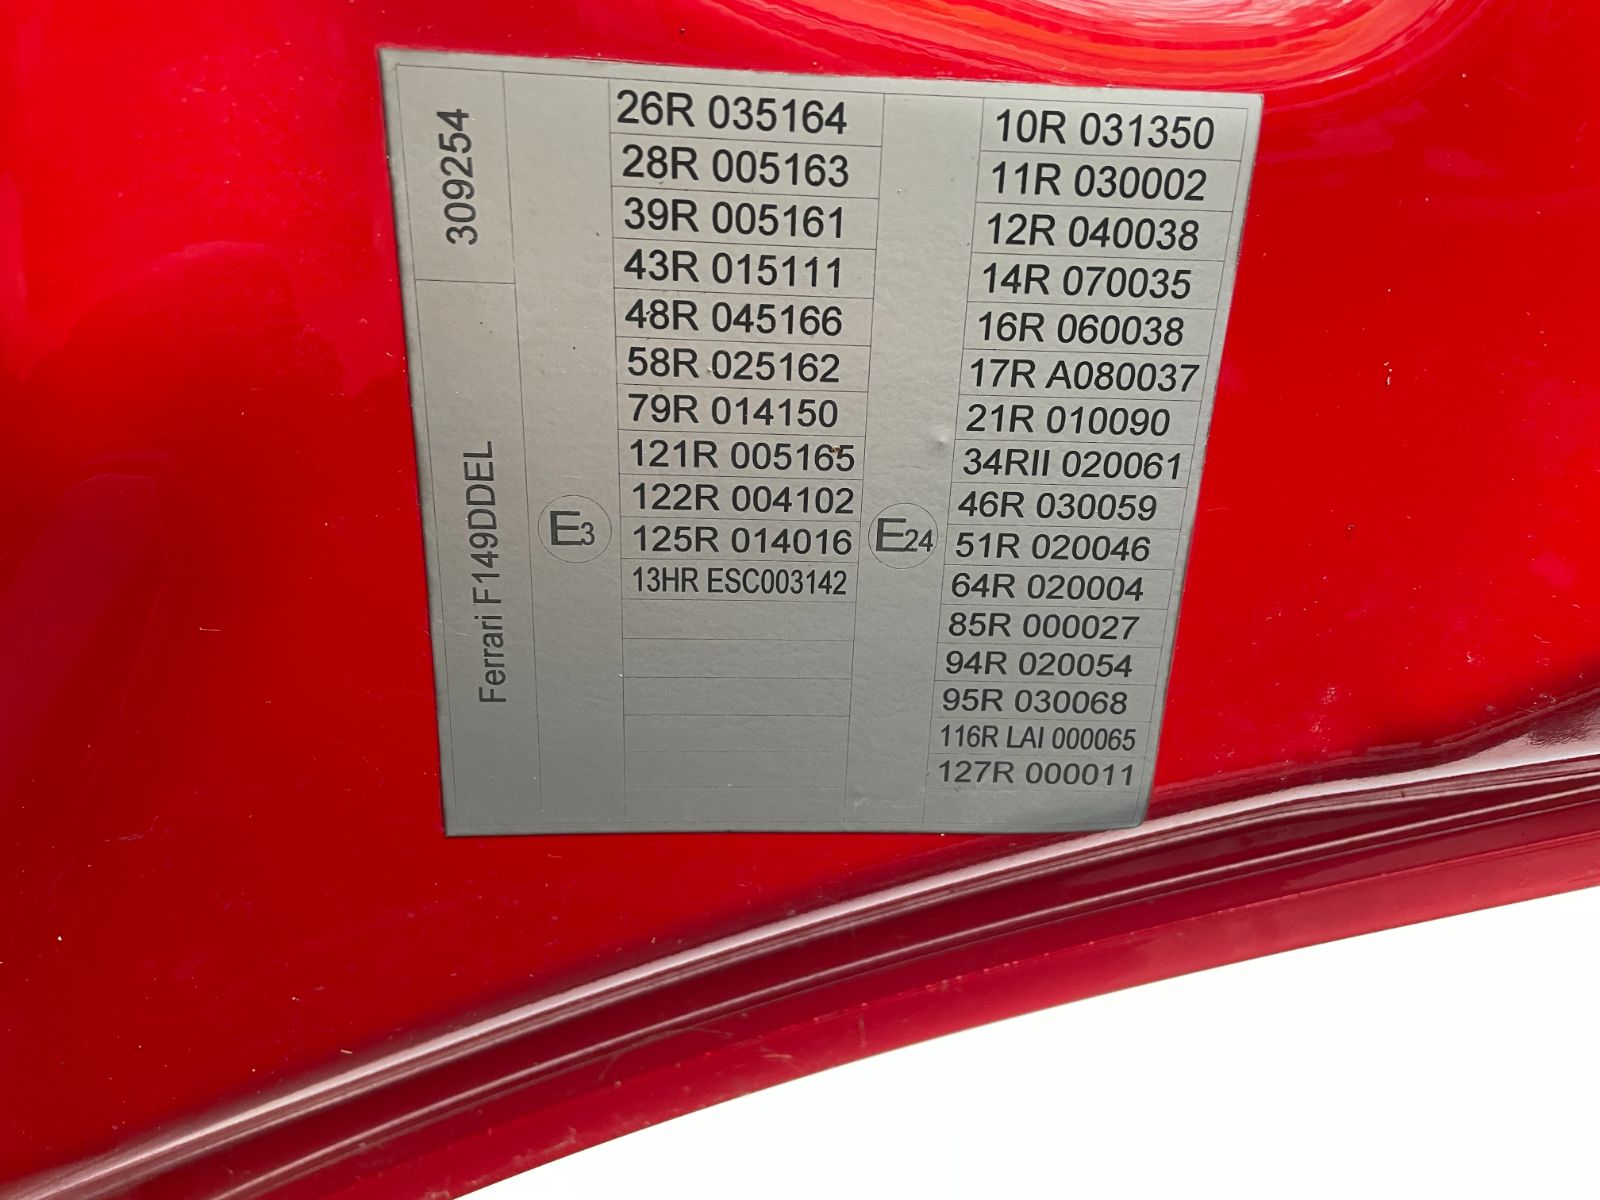 309254
Ferrari F149DDEL
E3
26R 035164
28R 005163
39R 005161
43R 015111
48R 045166
58R 025162
79R 014150
121R 005165
122R 004102
125R 014016
13HR ESC003142
E24
10R 031350
11R 030002
12R 040038
14R 070035
16R 060038
17R A080037
21R 010090
34RII 020061
46R 030059
51R 020046
64R 020004
85R 000027
94R 020054
95R 030068
116R LAI 000065
127R 000011